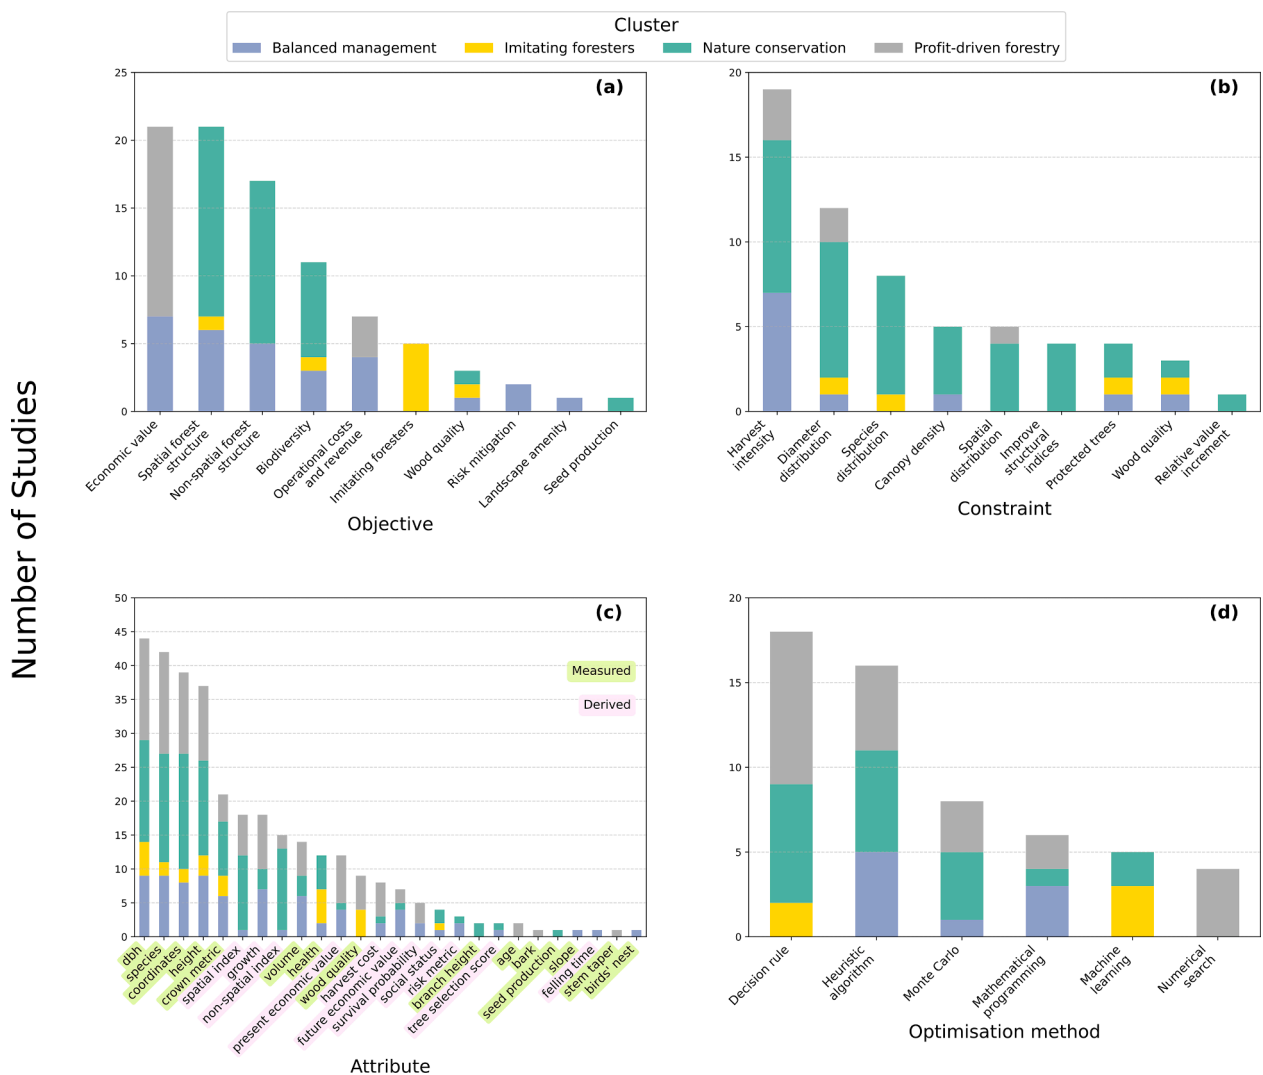 Cluster
Balanced management
Imitating foresters
Nature conservation
Profit-driven forestry
Number of Studies
(a)
25
20
15
10
5
0
Economic value
Spatial forest
structure
Non-spatial forest
structure
Biodiversity
Operational costs
and revenue
Imitating foresters
Wood quality
Risk mitigation
Landscape amenity
Seed production
Objective
(b)
20
15
10
5
0
Harvest
intensity
Diameter
distribution
Species
distribution
Canopy density
Spatial
distribution
Improve
structural
indices
Protected trees
Wood quality
Relative value
increment
Constraint
(c)
50
45
40
35
30
25
20
15
10
5
0
Measured
Derived
dbh
species
coordinates
height
crown metric
spatial index
growth
non-spatial index
volume
health
present economic value
wood quality
harvest cost
future economic value
survival probability
social status
risk metric
branch height
tree selection score
age
bark
seed production
slope
felling time
stem taper
birds' nest
Attribute
(d)
20
15
10
5
0
Decision rule
Heuristic
algorithm
Monte Carlo
Mathematical
programming
Machine
learning
Numerical
search
Optimisation method